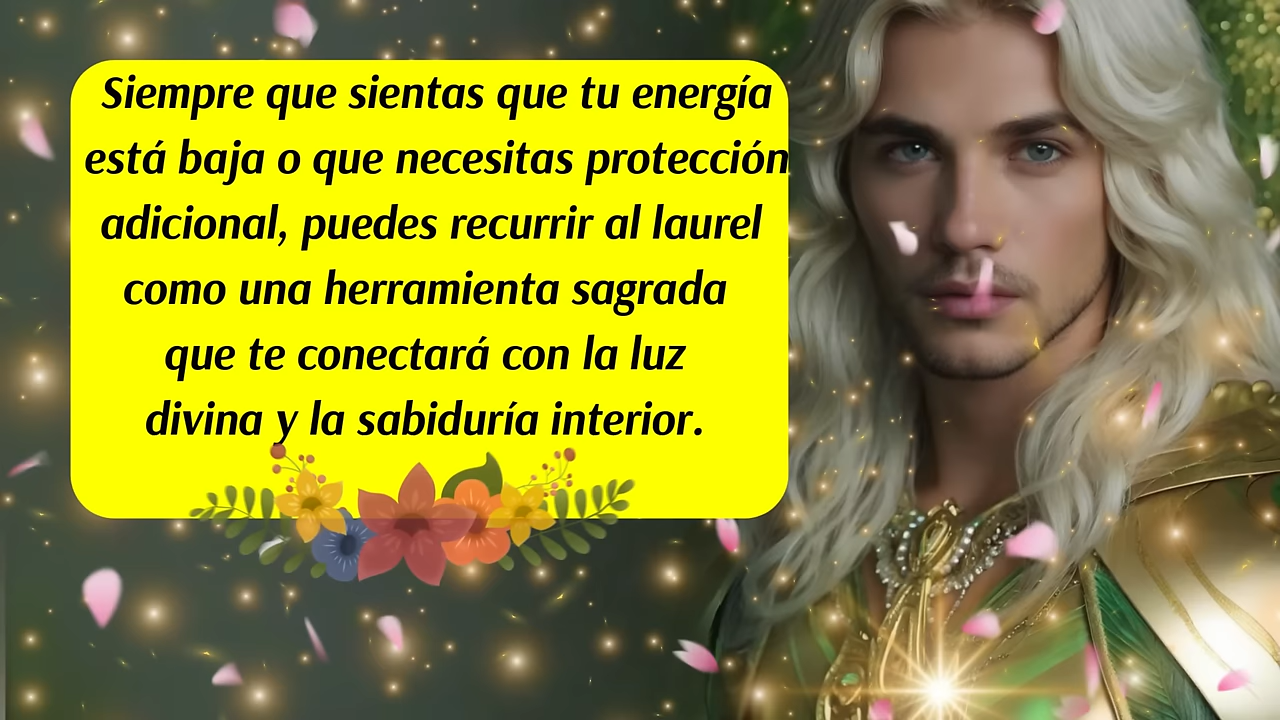 Siempre que sientas que tu energía
está baja o que necesitas protección
adicional, puedes recurrir al laurel
como una herramienta sagrada
que te conectará con la luz
divina y la sabiduría interior.